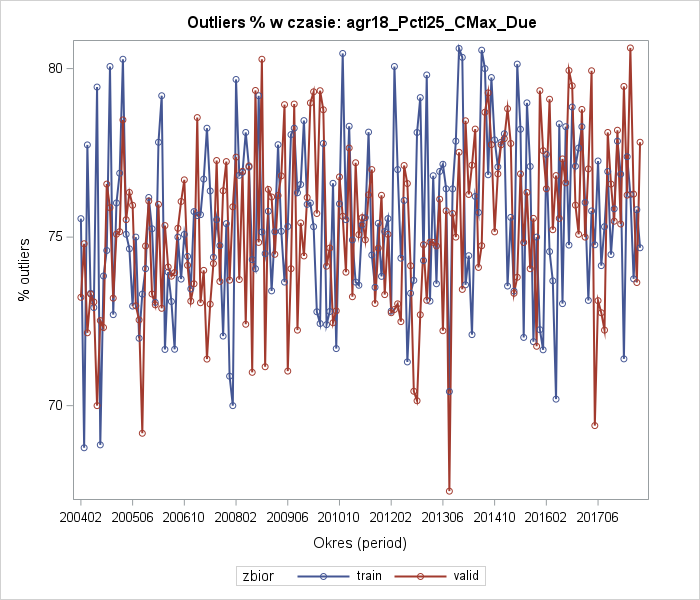 Outliers % w czasie: agr18_Pctl25_CMax_Due
80
75
70
% outliers
200402 200506 200610 200802 200906 201010 201202 201306 201410 201602 201706
Okres (period)
zbior train valid